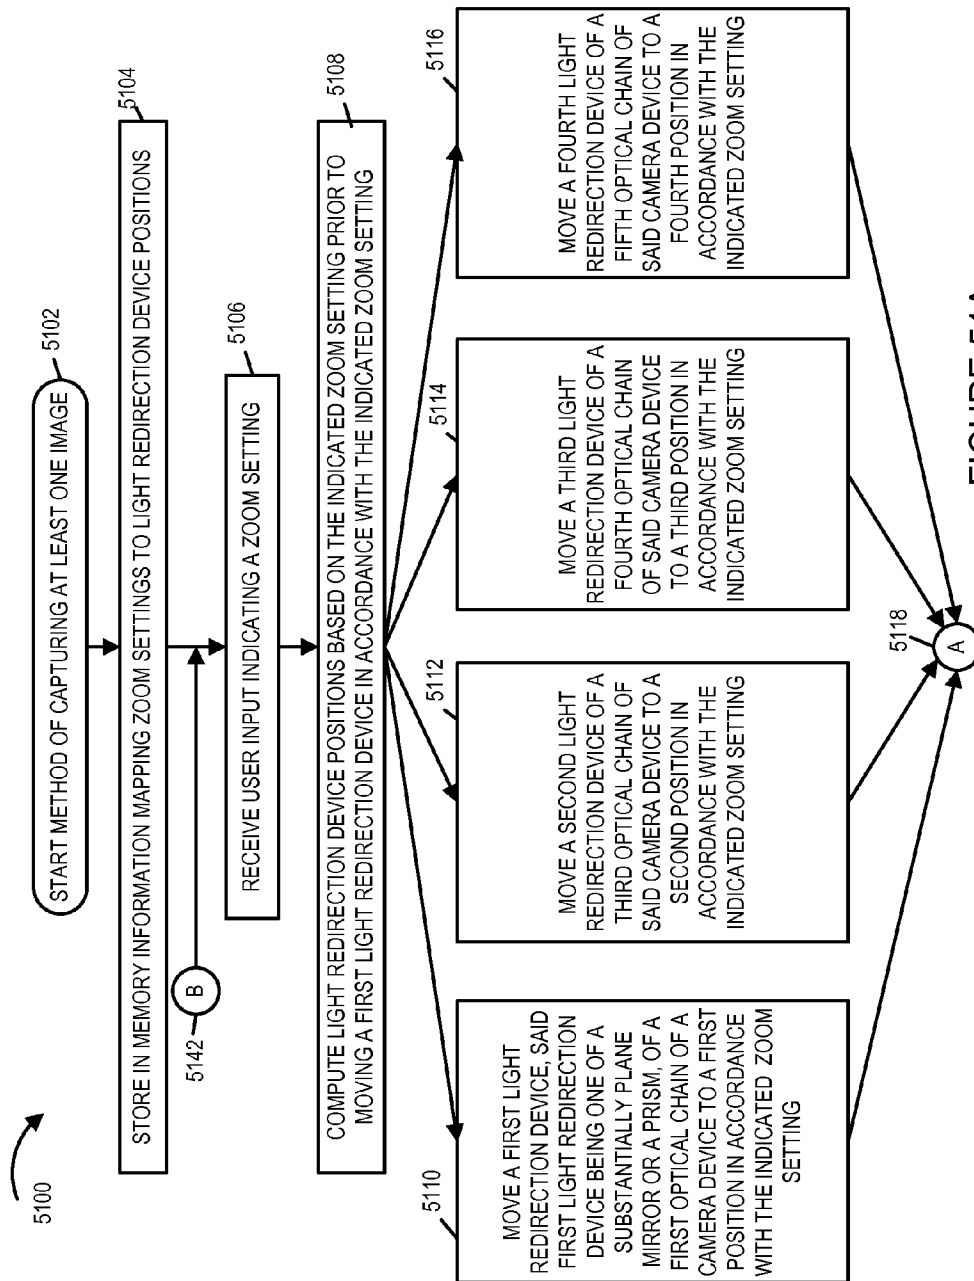 5100
5102
START METHOD OF CAPTURING AT LEAST ONE IMAGE
5104
STORE IN MEMORY INFORMATION MAPPING ZOOM SETTINGS TO LIGHT REDIRECTION DEVICE POSITIONS
B
5142
5106
RECEIVE USER INPUT INDICATING A ZOOM SETTING
5108
COMPUTE LIGHT REDIRECTION DEVICE POSITIONS BASED ON THE INDICATED ZOOM SETTING PRIOR TO
MOVING A FIRST LIGHT REDIRECTION DEVICE IN ACCORDANCE WITH THE INDICATED ZOOM SETTING
5110
MOVE A FIRST LIGHT
REDIRECTION DEVICE, SAID
FIRST LIGHT REDIRECTION
DEVICE BEING ONE OF A
SUBSTANTIALLY PLANE
MIRROR OR A PRISM, OF A
FIRST OPTICAL CHAIN OF A
CAMERA DEVICE TO A FIRST
POSITION IN ACCORDANCE
WITH THE INDICATED ZOOM
SETTING
5112
MOVE A SECOND LIGHT
REDIRECTION DEVICE OF A
THIRD OPTICAL CHAIN OF
SAID CAMERA DEVICE TO A
SECOND POSITION IN
ACCORDANCE WITH THE
INDICATED ZOOM SETTING
5114
MOVE A THIRD LIGHT
REDIRECTION DEVICE OF A
FOURTH OPTICAL CHAIN
OF SAID CAMERA DEVICE
TO A THIRD POSITION IN
ACCORDANCE WITH THE
INDICATED ZOOM SETTING
5116
MOVE A FOURTH LIGHT
REDIRECTION DEVICE OF A
FIFTH OPTICAL CHAIN OF
SAID CAMERA DEVICE TO A
FOURTH POSITION IN
ACCORDANCE WITH THE
INDICATED ZOOM SETTING
5118
A